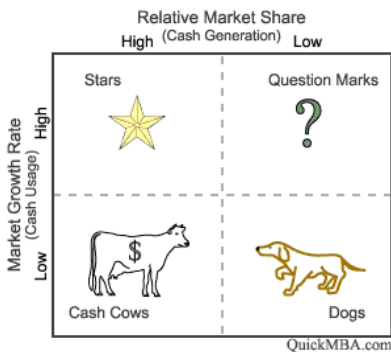 Relative Market Share
(Cash Generation)
High
Low
Market Growth Rate
(Cash Usage)
High
Low
Stars
Question Marks
?
$
Cash Cows
Dogs
QuickMBA.com